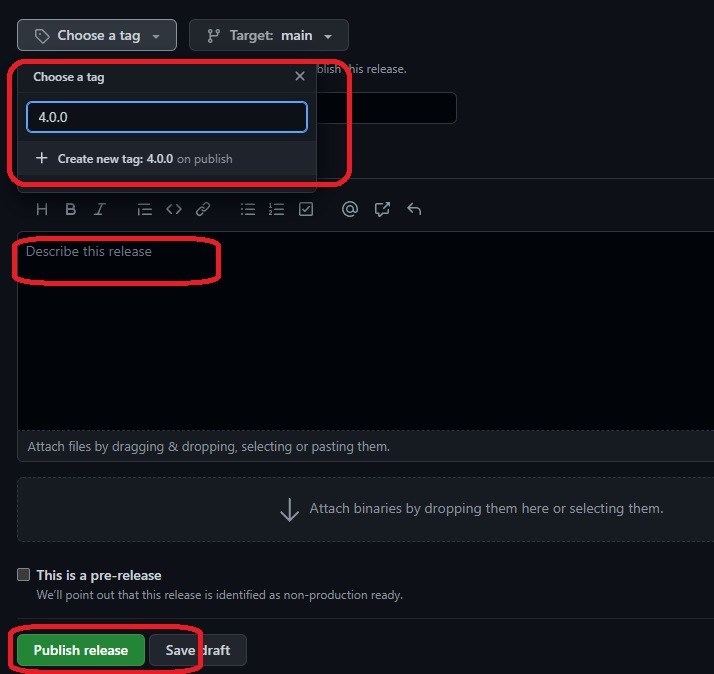 Choose a tag Target: main
Choose a tag
blish this release.
4.0.0
Create new tag: 4.0.0 on publish
H B I
Describe this release
Attach files by dragging & dropping, selecting or pasting them.
Attach binaries by dropping them here or selecting them.
This is a pre-release
We'll point out that this release is identified as non-production ready.
Publish release Save draft